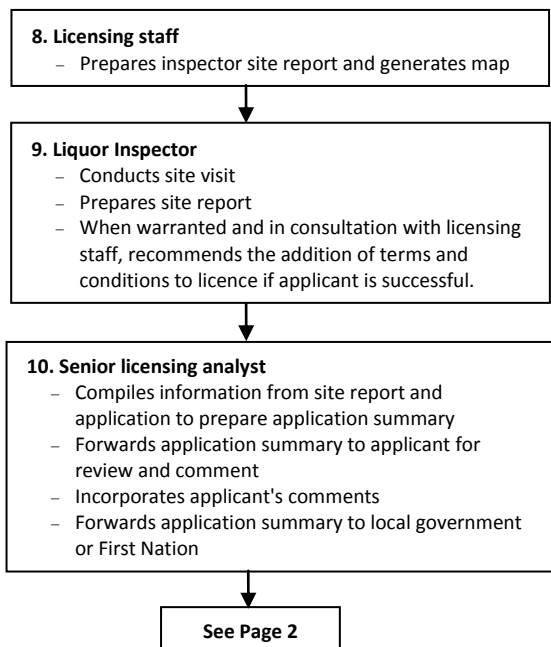 8. Licensing staff
– Prepares inspector site report and generates map
9. Liquor Inspector
– Conducts site visit
– Prepares site report
– When warranted and in consultation with licensing
staff, recommends the addition of terms and
conditions to licence if applicant is successful.
10. Senior licensing analyst
– Compiles information from site report and
application to prepare application summary
– Forwards application summary to applicant for
review and comment
– Incorporates applicant's comments
– Forwards application summary to local government
or First Nation
See Page 2